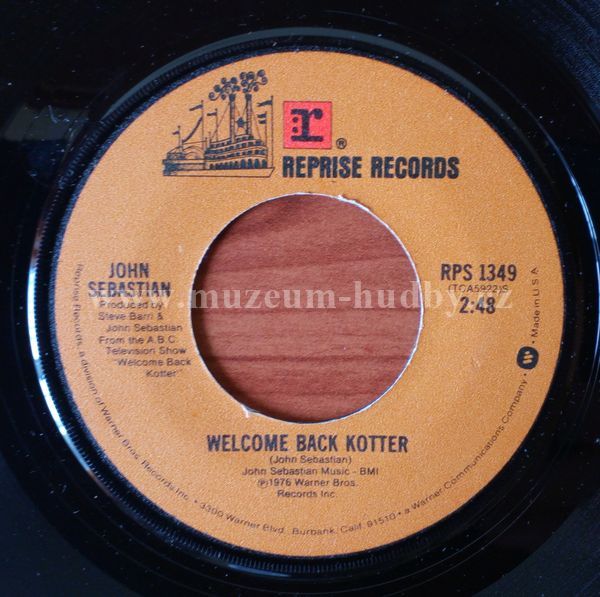 r ®
REPRISE RECORDS
JOHN
SEBASTIAN
Produced by
Steve Barri &
John Sebastian
From the A.B.C.
Television Show
"Welcome Back
Kotter"
RPS 1349
(TCA5922)S
2:48
www.muzeum-hudby.cz
WELCOME BACK KOTTER
(John Sebastian)
John Sebastian Music - BMI
℗1976 Warner Bros.
Records Inc
Reprise Records, a division of Warner Bros. Records Inc. • 3300 Warner Blvd., Burbank, Calif. 91510 • a Warner Communications Company • Made in U.S.A.